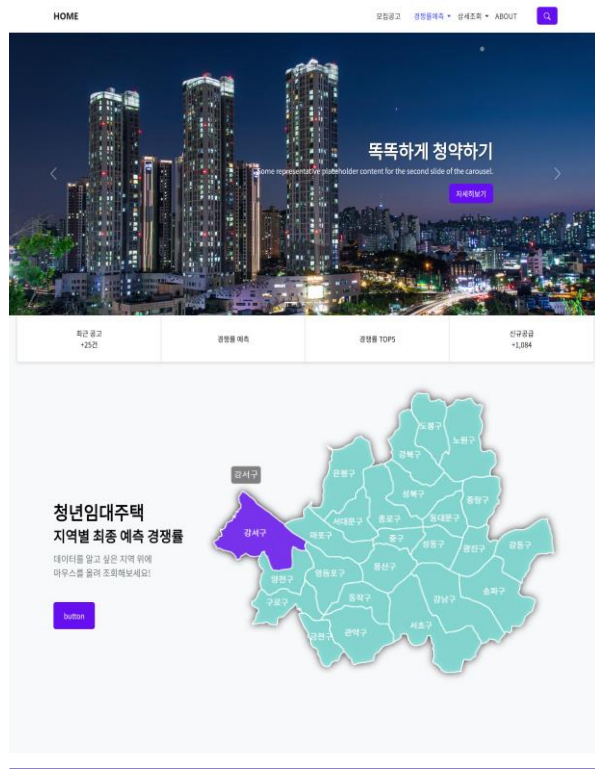 HOME
모집공고
경쟁률예측
상세조회
ABOUT
똑똑하게 청약하기
Some representative placeholder content for the second slide of the carousel.
자세히보기
최근 공고
+25건
경쟁률 예측
경쟁률 TOP5
신규공급
+1,084
도봉구
노원구
강북구
은평구
강서구
성북구
중랑구
서대문구
종로구
동대문구
강서구
마포구
중구
성동구
광진구
강동구
청년임대주택
지역별 최종 예측 경쟁률
데이터를 알고 싶은 지역 위에
마우스를 올려 조회해보세요!
양천구
영등포구
용산구
구로구
동작구
강남구
송파구
금천구
관악구
서초구
button